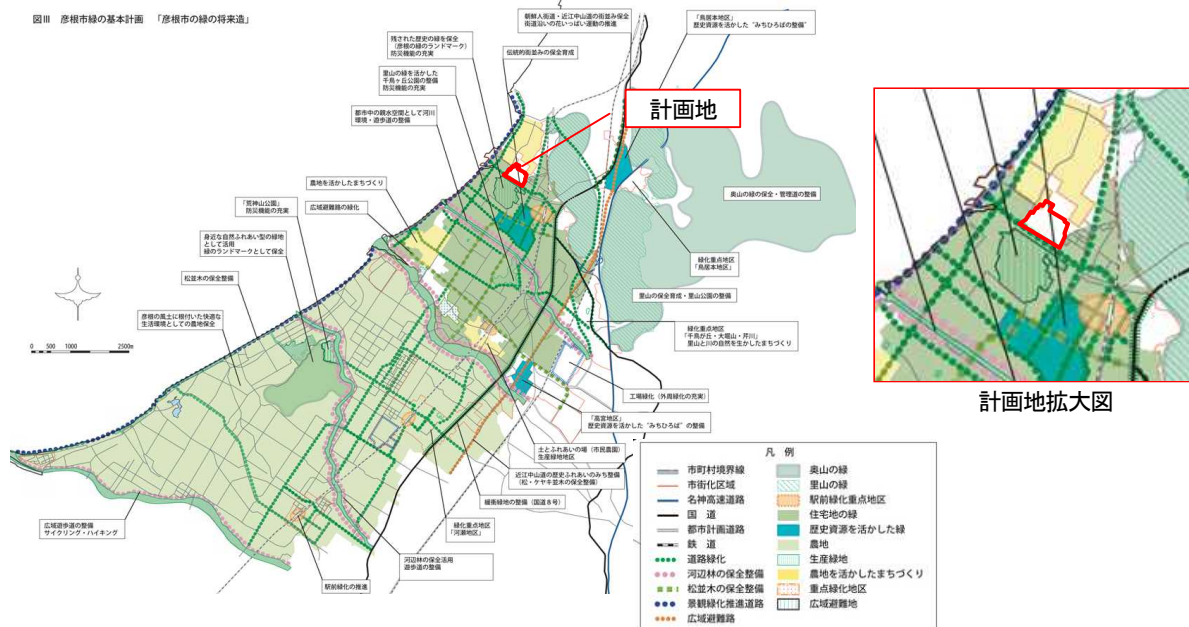 図Ⅲ 彦根市緑の基本計画 「彦根市の緑の将来造」
朝鮮人街道・近江中山道の街並み保全
街道沿いの花いっぱい運動の推進
「鳥居本地区」
歴史資源を活かした “みちひろばの整備”
残された歴史の緑を保全
(彦根の緑のランドマーク)
防災機能の充実
伝統的街並みの保全育成
里山の緑を活かした
千鳥ヶ丘公園の整備
防災機能の充実
都市中の親水空間として河川
環境・遊歩道の整備
計画地
農地を活かしたまちづくり
広域避難路の緑化
「荒神山公園」
防災機能の充実
身近な自然ふれあい型の緑地
として活用
緑のランドマークとして保全
松並木の保全整備
彦根の風土に根付いた快適な
生活環境としての農地保全
0 500 1000 2500m
奥山の緑の保全・管理道の整備
緑化重点地区
「鳥居本地区」
里山の保全育成・里山公園の整備
緑化重点地区
「千鳥が丘・大堀山・芹川」
里山と川の自然を生かしたまちづくり
工場緑化(外周緑化の充実)
「高宮地区」
歴史資源を活かした “みちひろば” の整備
土とふれあいの場(市民農園)
生産緑地地区
近江中山道の歴史ふれあいのみち整備
(松・ケヤキ並木の保全整備)
緩衝緑地の整備(国道8号)
緑化重点地区
「河瀬地区」
河辺林の保全活用
遊歩道の整備
駅前緑化の推進
広域遊歩道の整備
サイクリング・ハイキング
計画地拡大図
凡 例
市町村境界線
市街化区域
名神高速道路
国 道
都市計画道路
鉄 道
道路緑化
河辺林の保全整備
松並木の保全整備
景観緑化推進道路
広域避難路
奥山の緑
里山の緑
駅前緑化重点地区
住宅地の緑
歴史資源を活かした緑
農地
生産緑地
農地を活かしたまちづくり
重点緑化地区
広域避難地